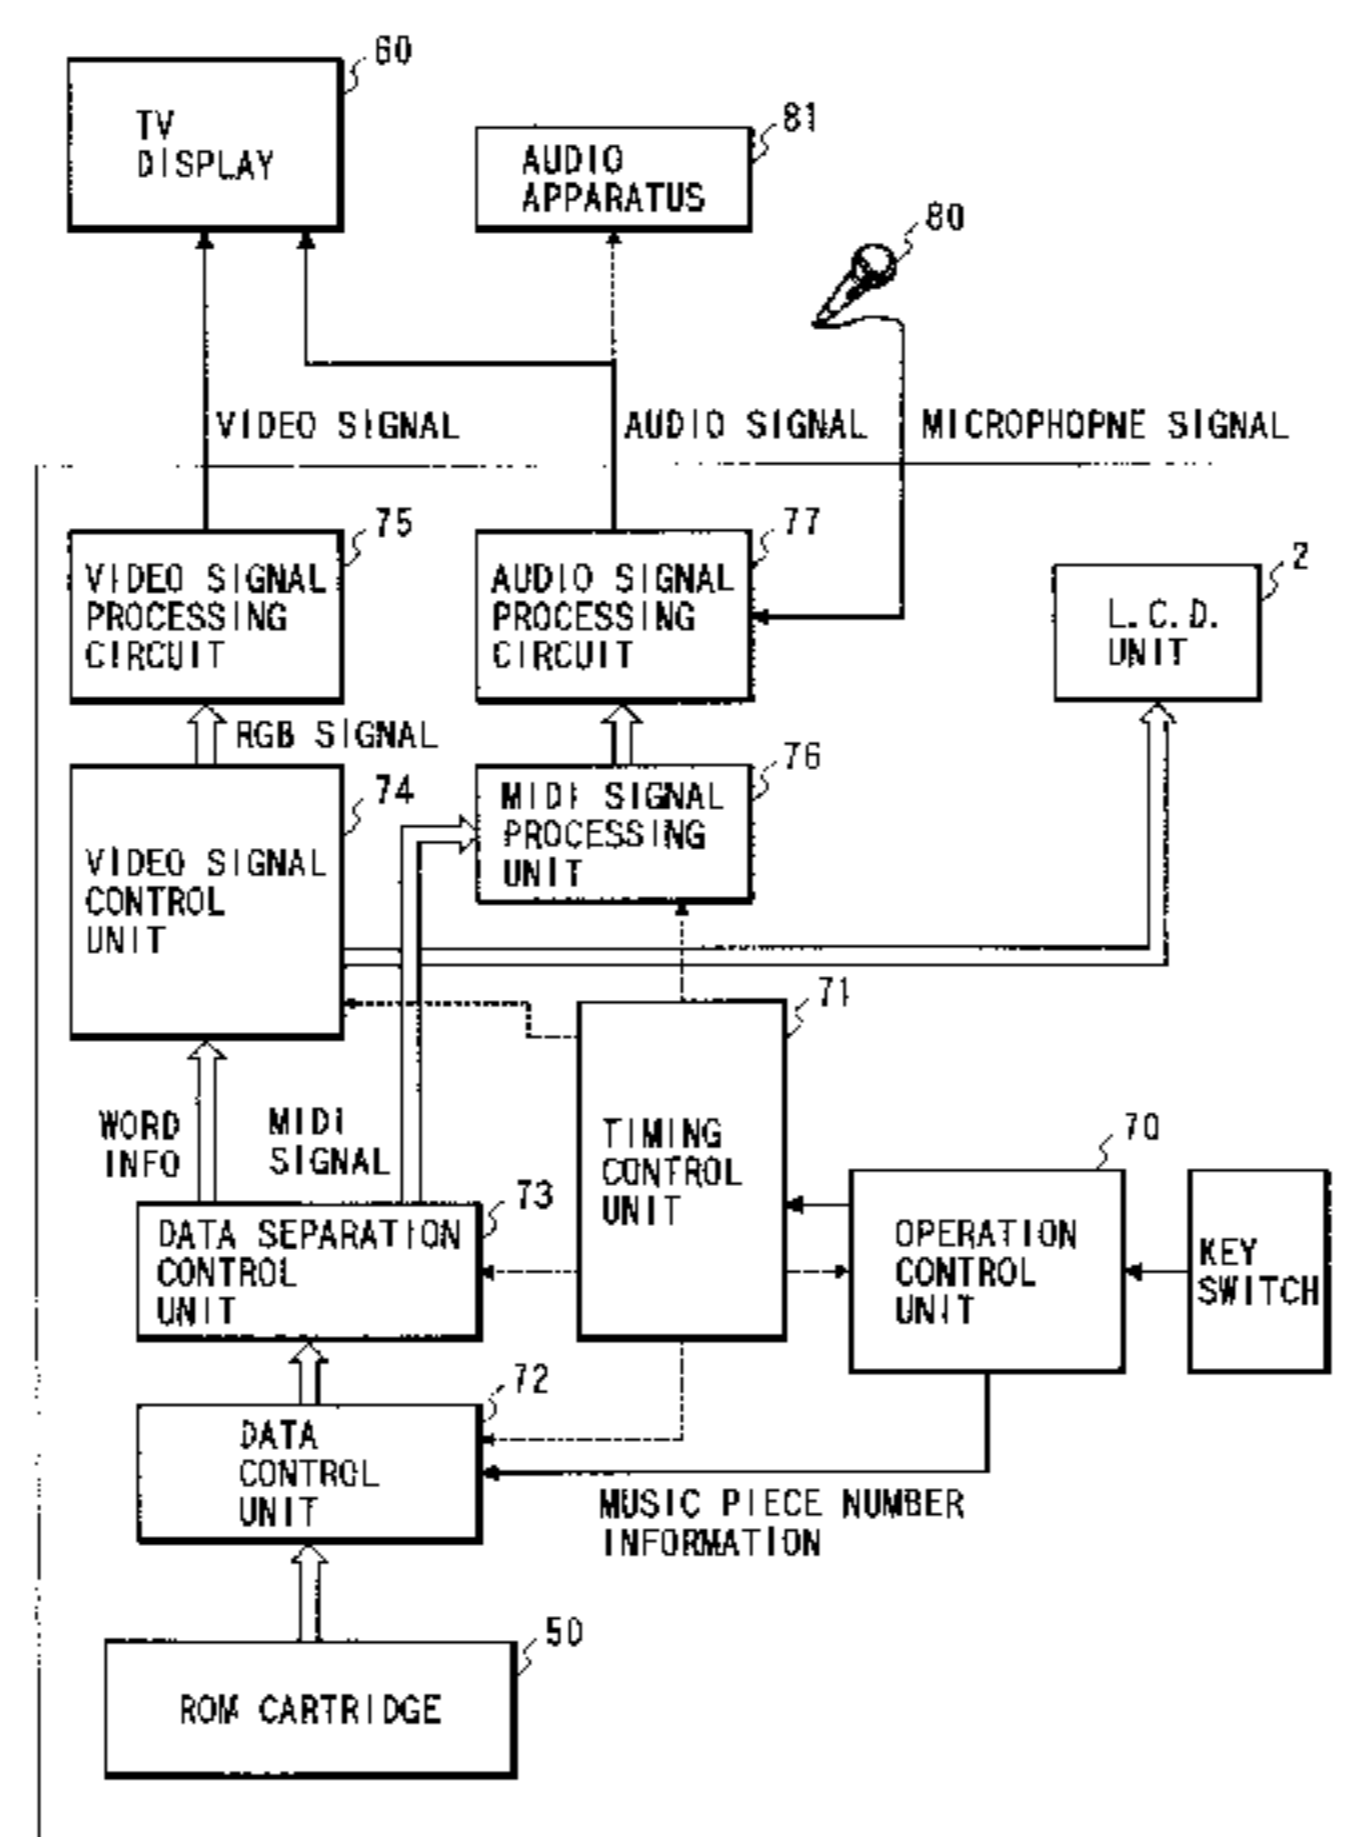 60
TV
DISPLAY
81
AUDIO
APPARATUS
80
VIDEO SIGNAL
AUDIO SIGNAL
MICROPHOPNE SIGNAL
75
VIDEO SIGNAL
PROCESSING
CIRCUIT
77
AUDIO SIGNAL
PROCESSING
CIRCUIT
2
L.C.D.
UNIT
RGB SIGNAL
74
VIDEO SIGNAL
CONTROL
UNIT
76
MIDI SIGNAL
PROCESSING
UNIT
71
TIMING
CONTROL
UNIT
WORD
INFO
MIDI
SIGNAL
70
OPERATION
CONTROL
UNIT
KEY
SWITCH
73
DATA SEPARATION
CONTROL
UNIT
72
DATA
CONTROL
UNIT
MUSIC PIECE NUMBER
INFORMATION
50
ROM CARTRIDGE